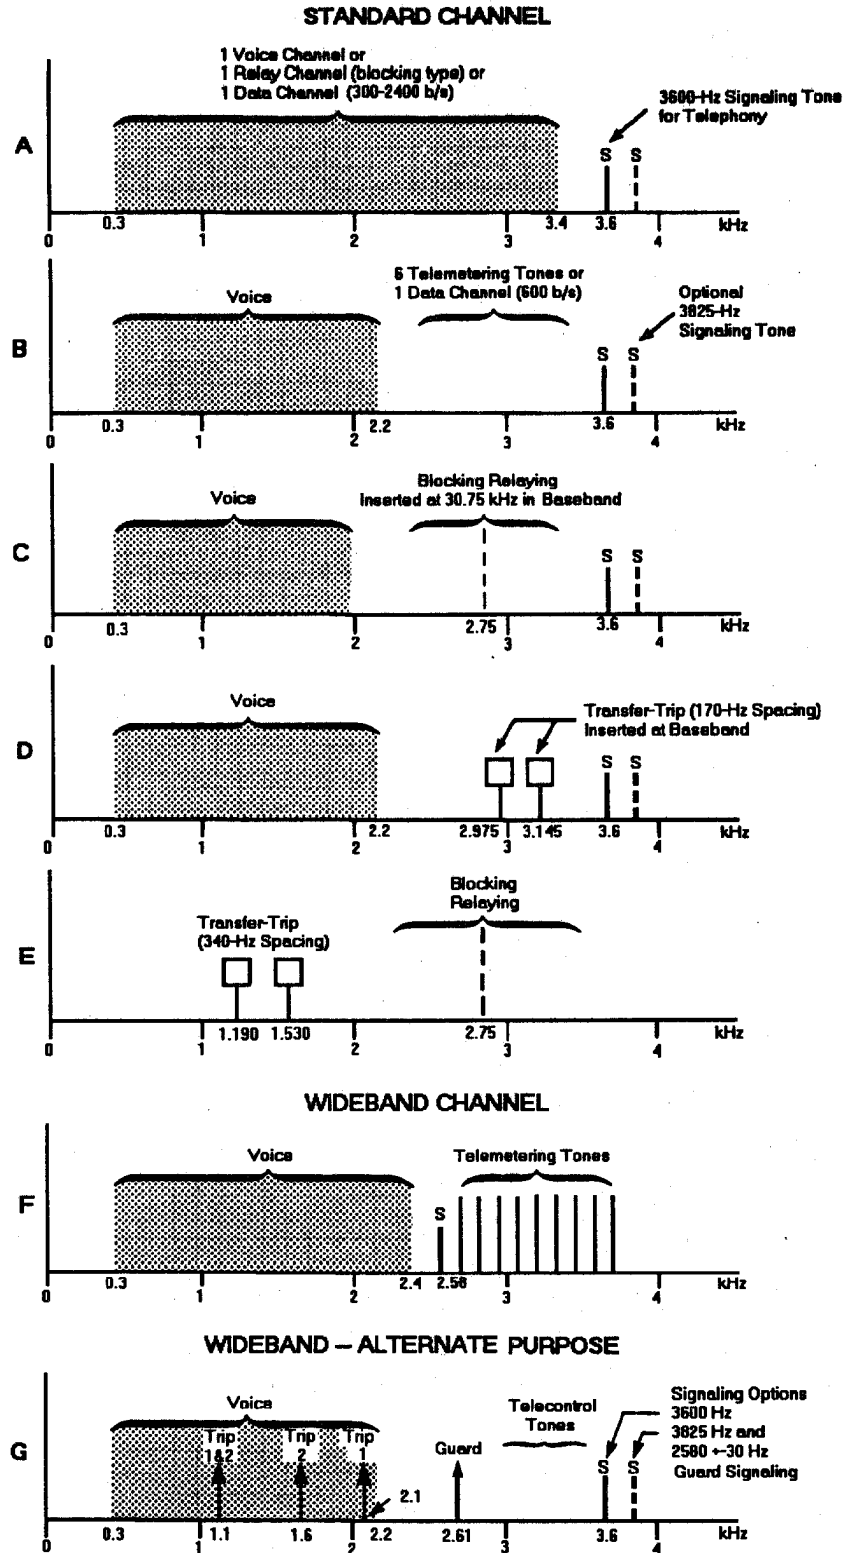 STANDARD CHANNEL
1 Voice Channel or
1 Relay Channel (blocking type) or
1 Data Channel (300-2400 b/s)
3600-Hz Signaling Tone
for Telephony
A
S S
0.3 3.4 3.6 kHz
0 1 2 3 4
6 Telemetering Tones or
1 Data Channel (600 b/s)
Voice
Optional
3825-Hz
Signaling Tone
B
S S
0.3 2.2 3.6 kHz
0 1 2 3 4
Blocking Relaying
Inserted at 30.75 kHz in Baseband
Voice
C
S S
0.3 2.75 3.6 kHz
0 1 2 3 4
Voice
Transfer-Trip (170-Hz Spacing)
Inserted at Baseband
D
S S
0.3 2.2 2.975 3.145 3.6 kHz
0 1 2 3 4
Blocking
Relaying
Transfer-Trip
(340-Hz Spacing)
E
1.190 1.530 2.75 kHz
0 1 2 3 4
WIDEBAND CHANNEL
Voice Telemetering Tones
F
S
0.3 2.4 2.56 kHz
0 1 2 3 4
WIDEBAND – ALTERNATE PURPOSE
Voice
Telecontrol
Tones
Signaling Options
3600 Hz
3825 Hz and
2580 +-30 Hz
Guard Signaling
G
Trip
1&2
Trip
2
Trip
1
Guard
S S
2.1
0.3 1.1 1.6 2.2 2.61 3.6 kHz
0 1 2 3 4